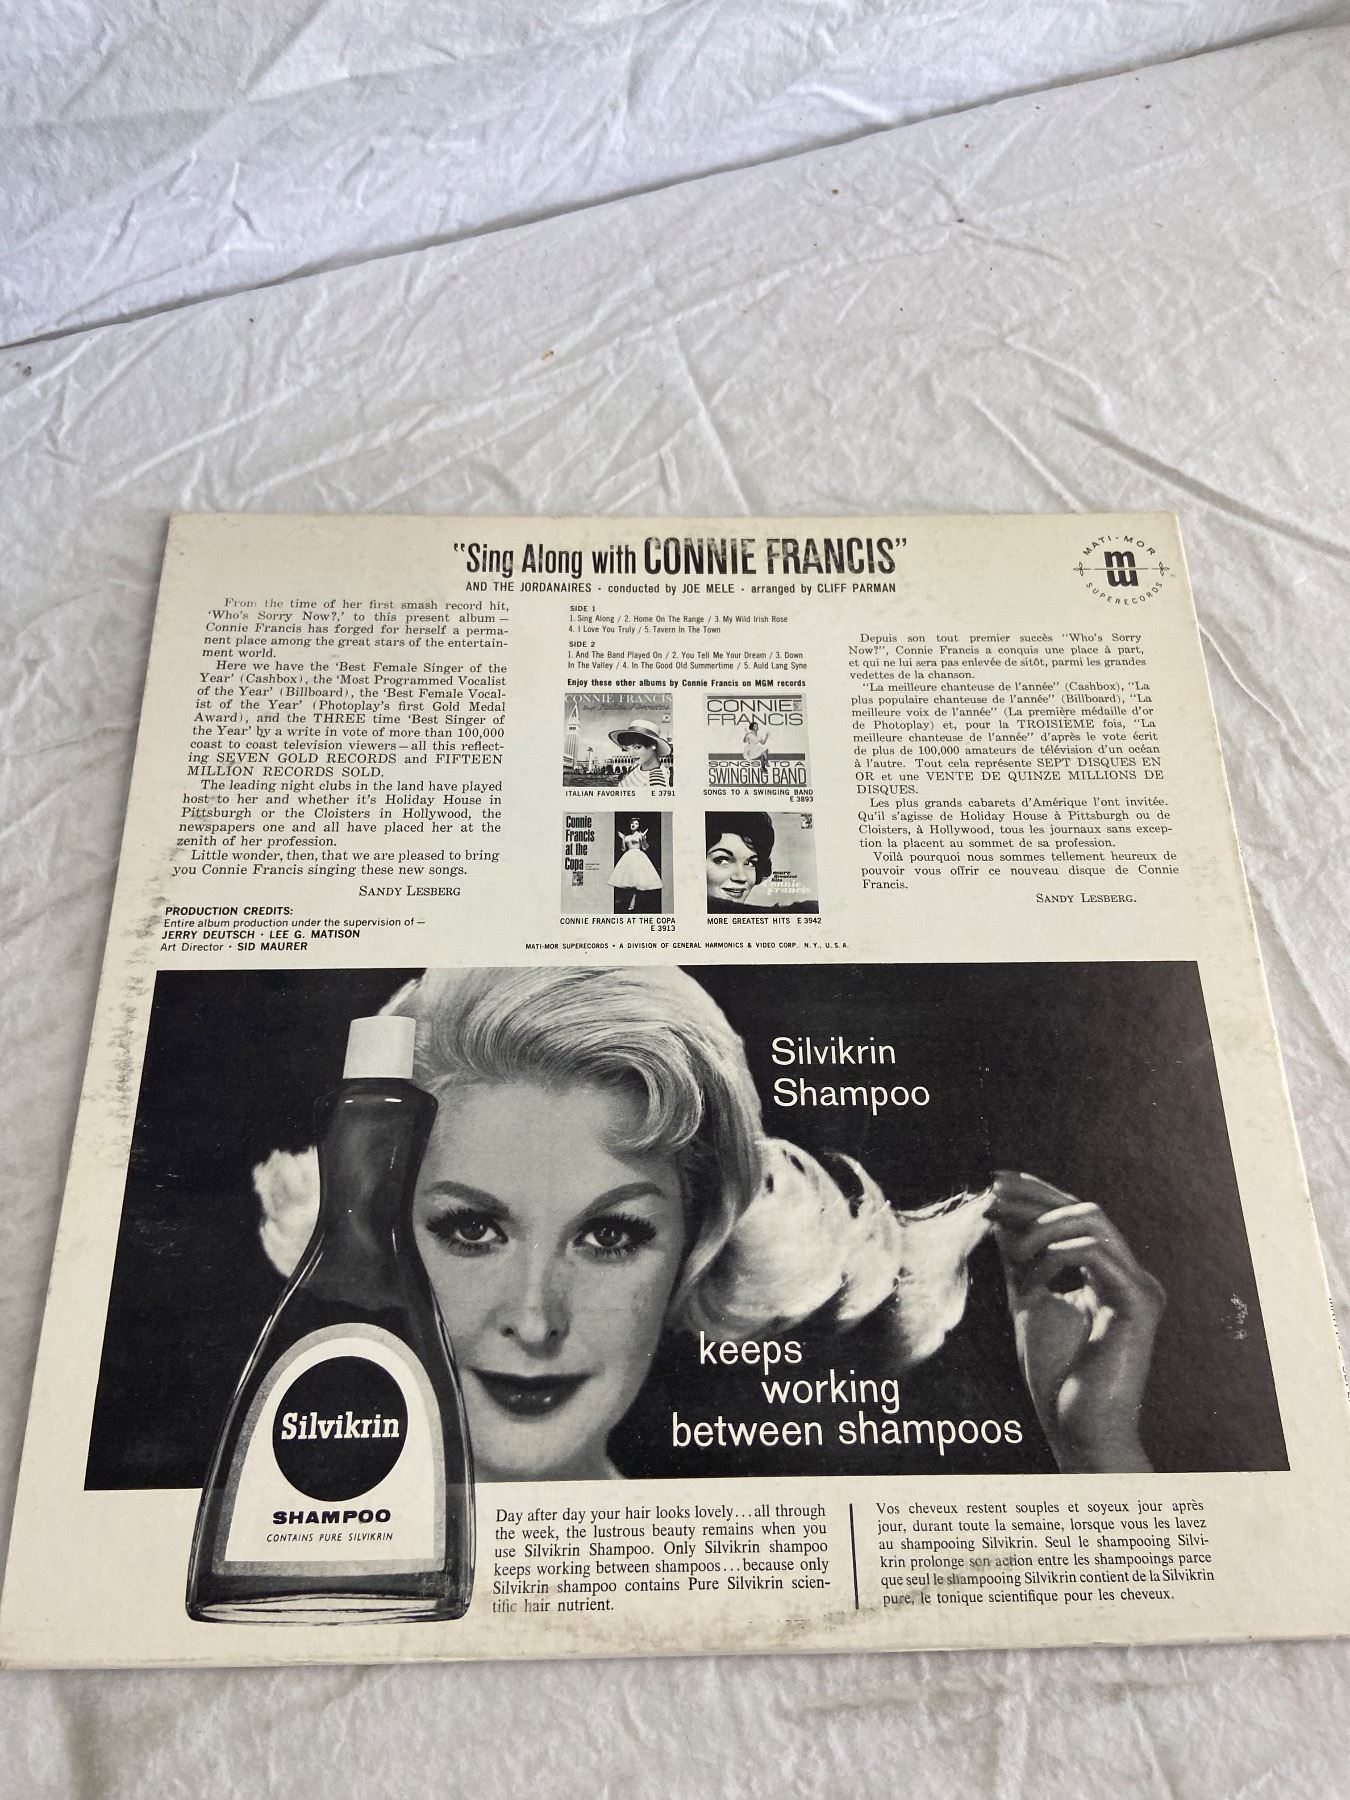 "Sing Along with CONNIE FRANCIS"
AND THE JORDANAIRES • conducted by JOE MELE • arranged by CLIFF PARMAN
MATI-MOR
m
SUPERECORDS
From the time of her first smash record hit,
'Who's Sorry Now?,' to this present album —
Connie Francis has forged for herself a perma-
nent place among the great stars of the entertain-
ment world.
Here we have the 'Best Female Singer of the
Year' (Cashbox), the 'Most Programmed Vocalist
of the Year' (Billboard), the 'Best Female Vocal-
ist of the Year' (Photoplay's first Gold Medal
Award), and the THREE time 'Best Singer of
the Year' by a write in vote of more than 100,000
coast to coast television viewers — all this reflect-
ing SEVEN GOLD RECORDS and FIFTEEN
MILLION RECORDS SOLD.
The leading night clubs in the land have played
host to her and whether it's Holiday House in
Pittsburgh or the Cloisters in Hollywood, the
newspapers one and all have placed her at the
zenith of her profession.
Little wonder, then, that we are pleased to bring
you Connie Francis singing these new songs.
SANDY LESBERG
PRODUCTION CREDITS:
Entire album production under the supervision of —
JERRY DEUTSCH • LEE G. MATISON
Art Director • SID MAURER
SIDE 1
1. Sing Along / 2. Home On The Range / 3. My Wild Irish Rose
4. I Love You Truly / 5. Tavern In The Town
SIDE 2
1. And The Band Played On / 2. You Tell Me Your Dream / 3. Down
In The Valley / 4. In The Good Old Summertime / 5. Auld Lang Syne
Enjoy these other albums by Connie Francis on MGM records
CONNIE FRANCIS
Italian Favorites
ITALIAN FAVORITES E 3791
CONNIE
FRANCIS
SONGS TO A
SWINGING BAND
SONGS TO A SWINGING BAND
E 3893
Connie
Francis
at the
Copa
CONNIE FRANCIS AT THE COPA
E 3913
more
greatest
hits
Connie
Francis
MORE GREATEST HITS E 3942
MATI-MOR SUPERECORDS • A DIVISION OF GENERAL HARMONICS & VIDEO CORP. N. Y., U. S. A.
Depuis son tout premier succès "Who's Sorry
Now?", Connie Francis a conquis une place à part,
et qui ne lui sera pas enlevée de sitôt, parmi les grandes
vedettes de la chanson.
"La meilleure chanteuse de l'année" (Cashbox), "La
plus populaire chanteuse de l'année" (Billboard), "La
meilleure voix de l'année" (La première médaille d'or
de Photoplay) et, pour la TROISIÈME fois, "La
meilleure chanteuse de l'année" d'après le vote écrit
de plus de 100,000 amateurs de télévision d'un océan
à l'autre. Tout cela représente SEPT DISQUES EN
OR et une VENTE DE QUINZE MILLIONS DE
DISQUES.
Les plus grands cabarets d'Amérique l'ont invitée.
Qu'il s'agisse de Holiday House à Pittsburgh ou de
Cloisters, à Hollywood, tous les journaux sans excep-
tion la placent au sommet de sa profession.
Voilà pourquoi nous sommes tellement heureux de
pouvoir vous offrir ce nouveau disque de Connie
Francis.
SANDY LESBERG.
Silvikrin
Shampoo
keeps
working
between shampoos
Silvikrin
SHAMPOO
CONTAINS PURE SILVIKRIN
Day after day your hair looks lovely...all through
the week, the lustrous beauty remains when you
use Silvikrin Shampoo. Only Silvikrin shampoo
keeps working between shampoos...because only
Silvikrin shampoo contains Pure Silvikrin scien-
tific hair nutrient.
Vos cheveux restent souples et soyeux jour après
jour, durant toute la semaine, lorsque vous les lavez
au shampooing Silvikrin. Seul le shampooing Silvi-
krin prolonge son action entre les shampooings parce
que seul le shampooing Silvikrin contient de la Silvikrin
pure, le tonique scientifique pour les cheveux.